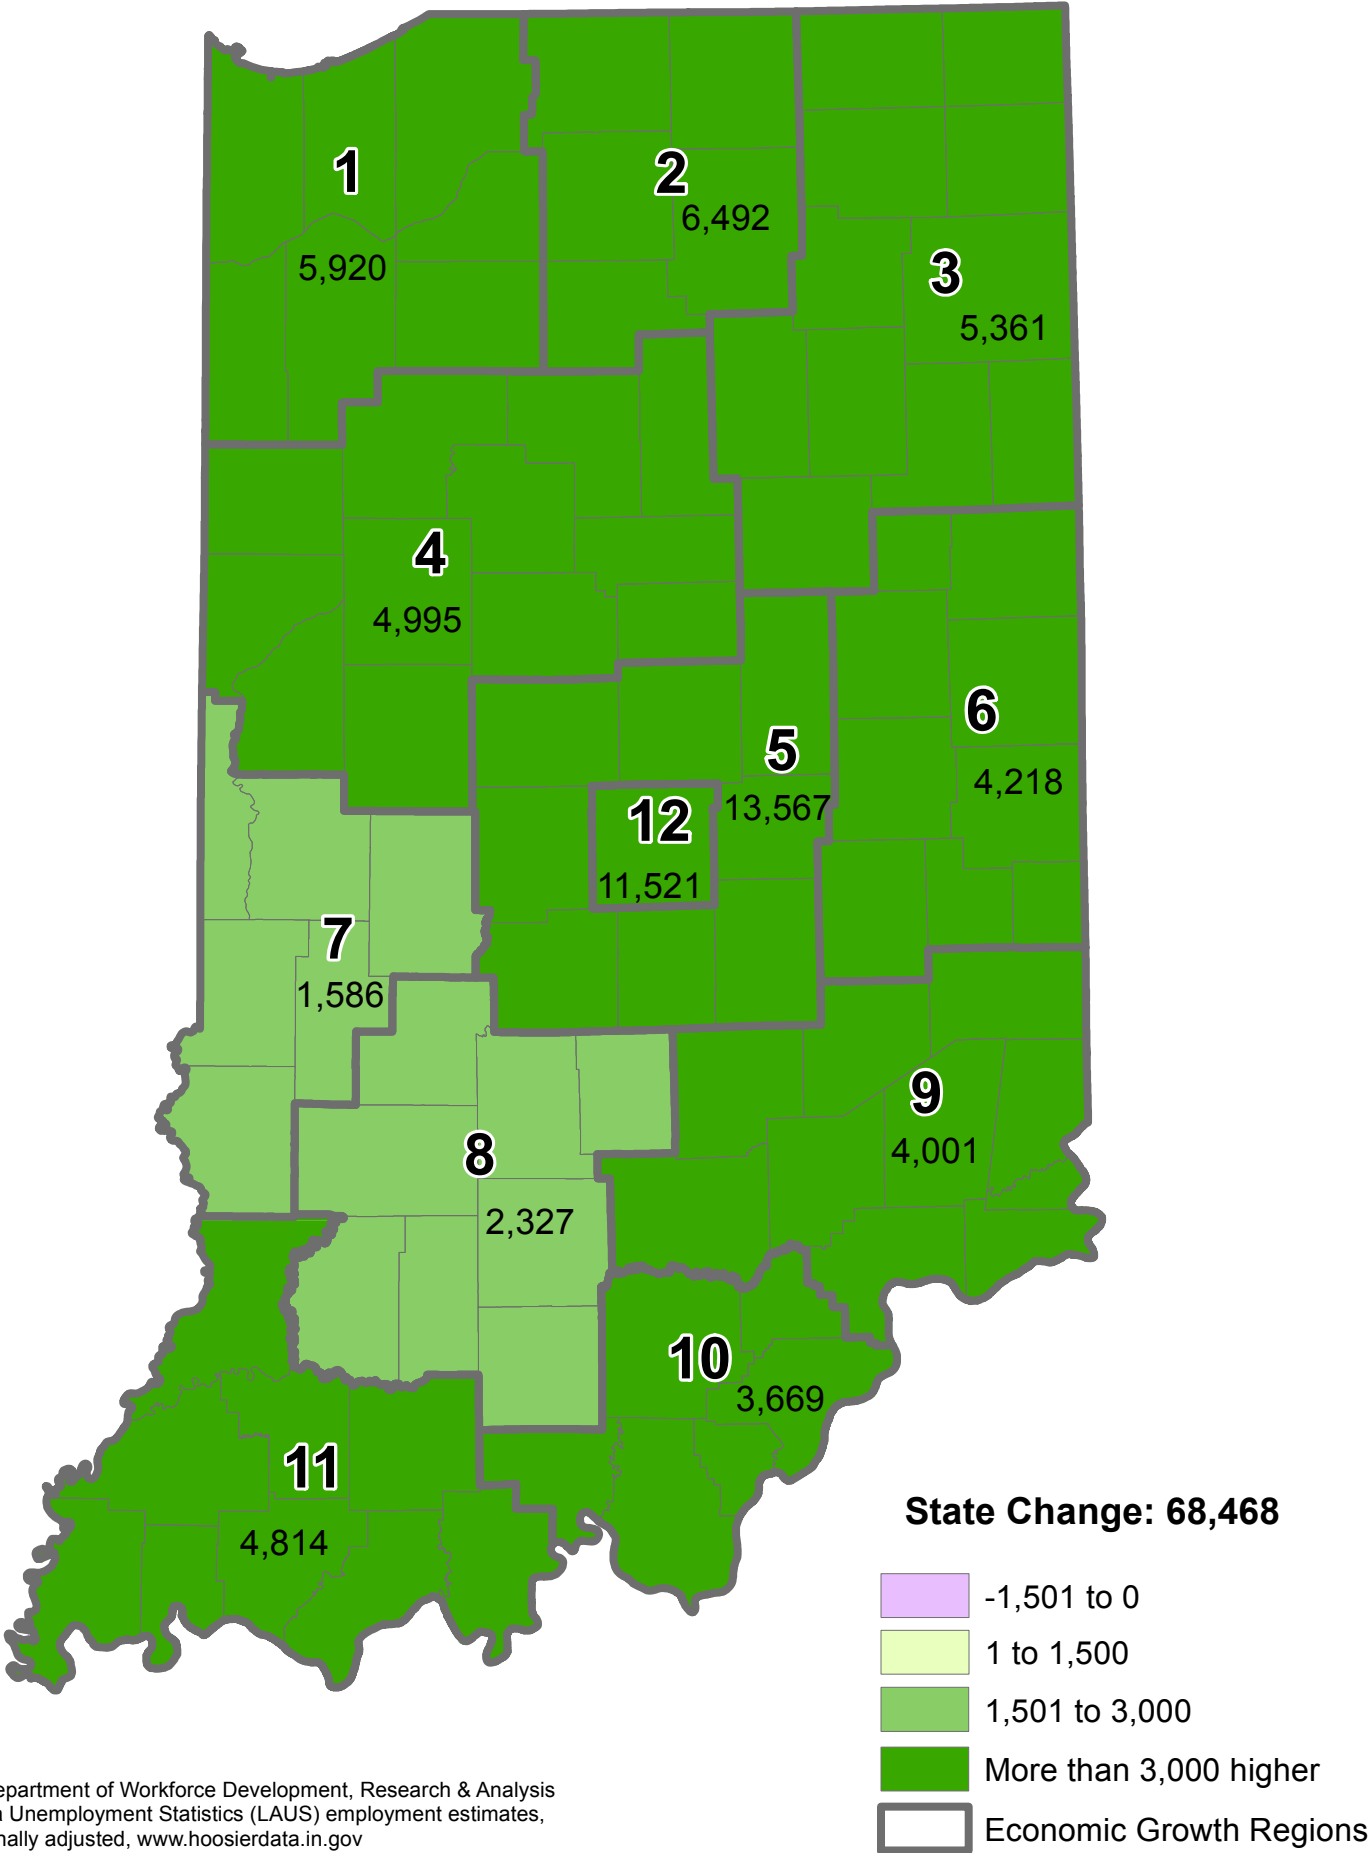 1
5,920
2
6,492
3
5,361
4
4,995
5
13,567
6
4,218
12
11,521
7
1,586
8
2,327
9
4,001
10
3,669
11
4,814
State Change: 68,468
-1,501 to 0
1 to 1,500
1,501 to 3,000
More than 3,000 higher
Economic Growth Regions
epartment of Workforce Development, Research & Analysis
Unemployment Statistics (LAUS) employment estimates,
nally adjusted, www.hoosierdata.in.gov